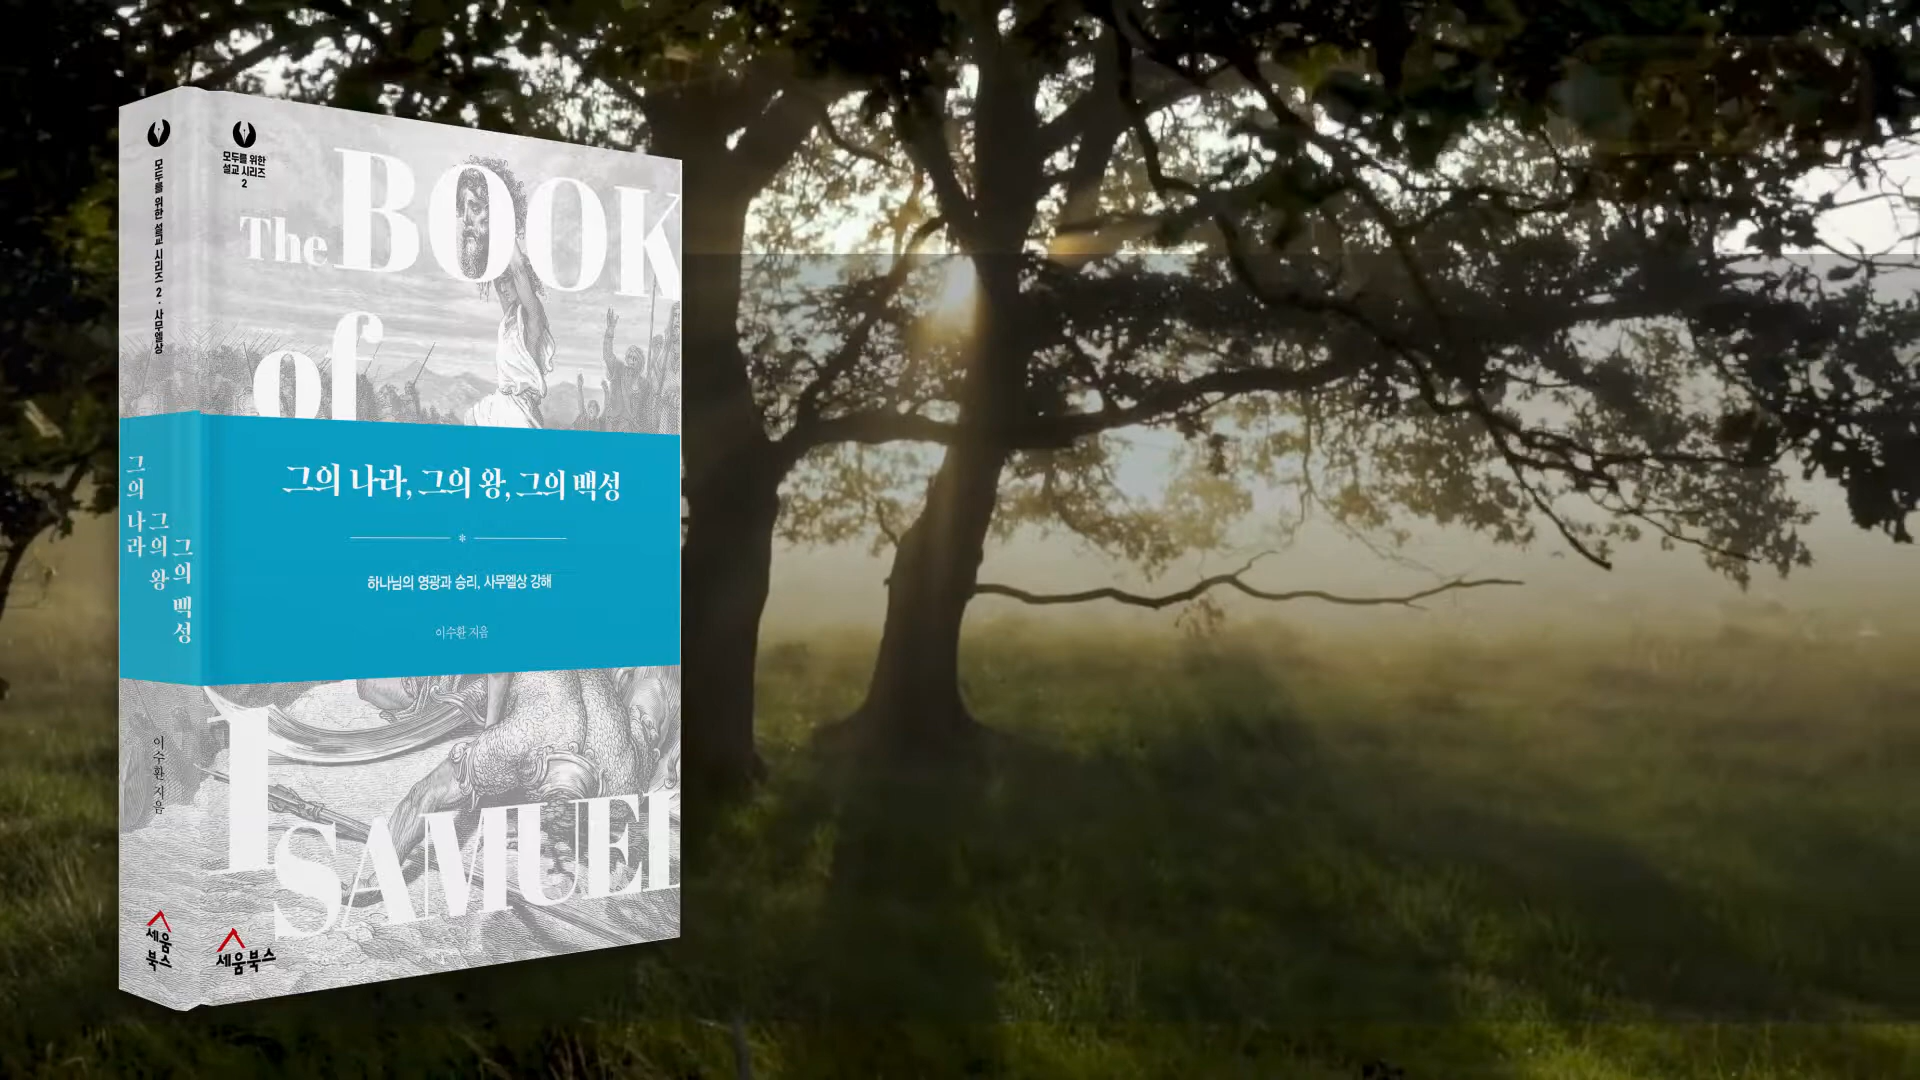 모두를 위한 설교 시리즈 2 · 사무엘상
그의 나라
그의 왕
그의 백성
이수환 지음
세움
북스
모두를 위한
설교 시리즈
2
The BOOK
of
그의 나라, 그의 왕, 그의 백성
*
하나님의 영광과 승리, 사무엘상 강해
이수환 지음
I
SAMUEL
세움북스